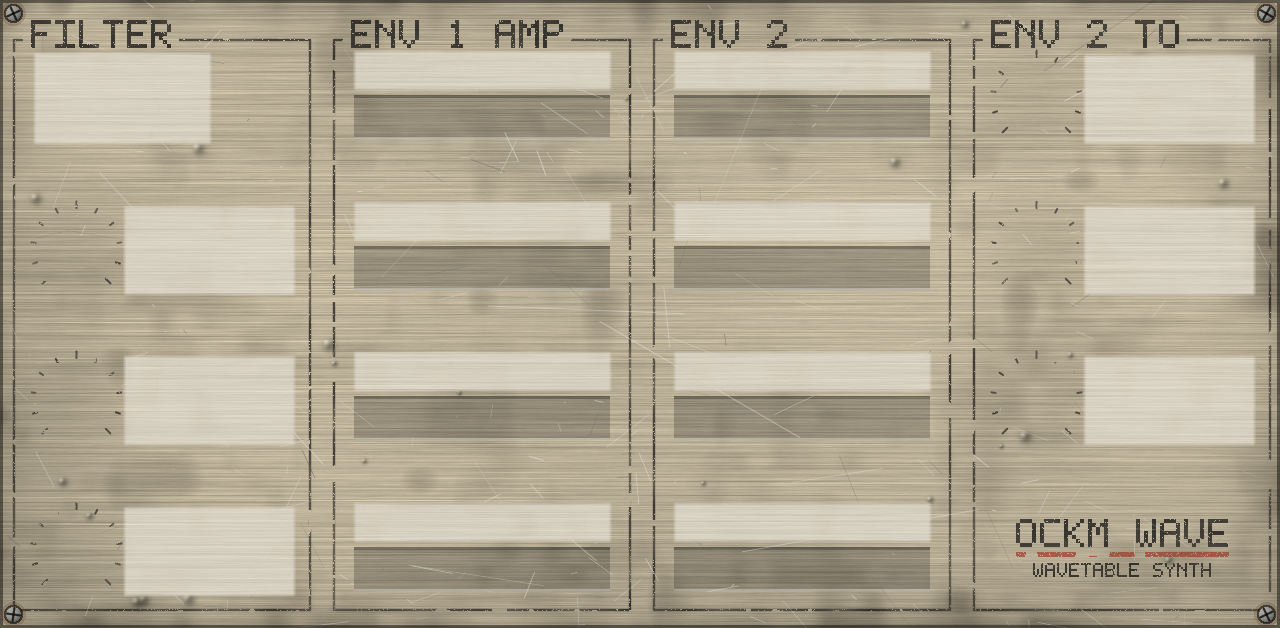 FILTER
ENV 1 AMP
ENV 2
ENV 2 TO
OCKM WAVE
WAVETABLE SYNTH